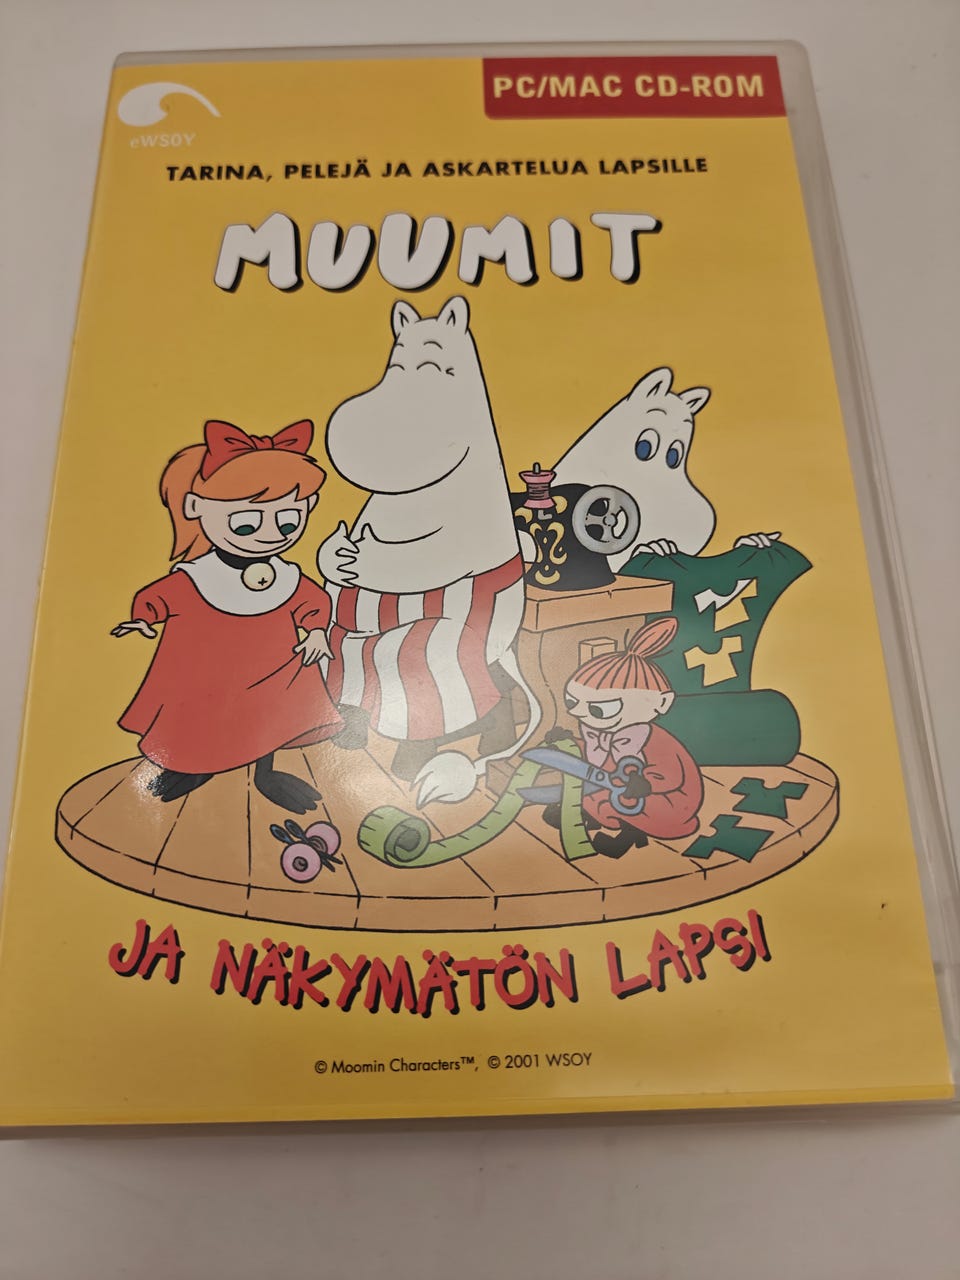 PC/MAC CD-ROM
eWSOY
TARINA, PELEJÄ JA ASKARTELUA LAPSILLE
MUUMIT
JA NÄKYMÄTÖN LAPSI
© Moomin Characters™, © 2001 WSOY